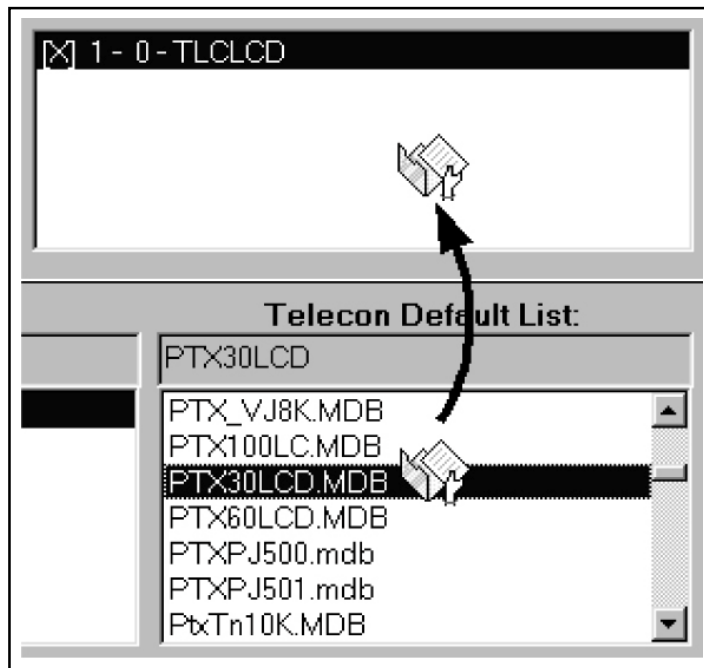 [X] 1 - 0 - TLCLCD
Telecon Default List:
PTX30LCD
PTX_VJ8K.MDB
PTX100LC.MDB
PTX30LCD.MDB
PTX60LCD.MDB
PTXPJ500.mdb
PTXPJ501.mdb
PtxTn10K.MDB